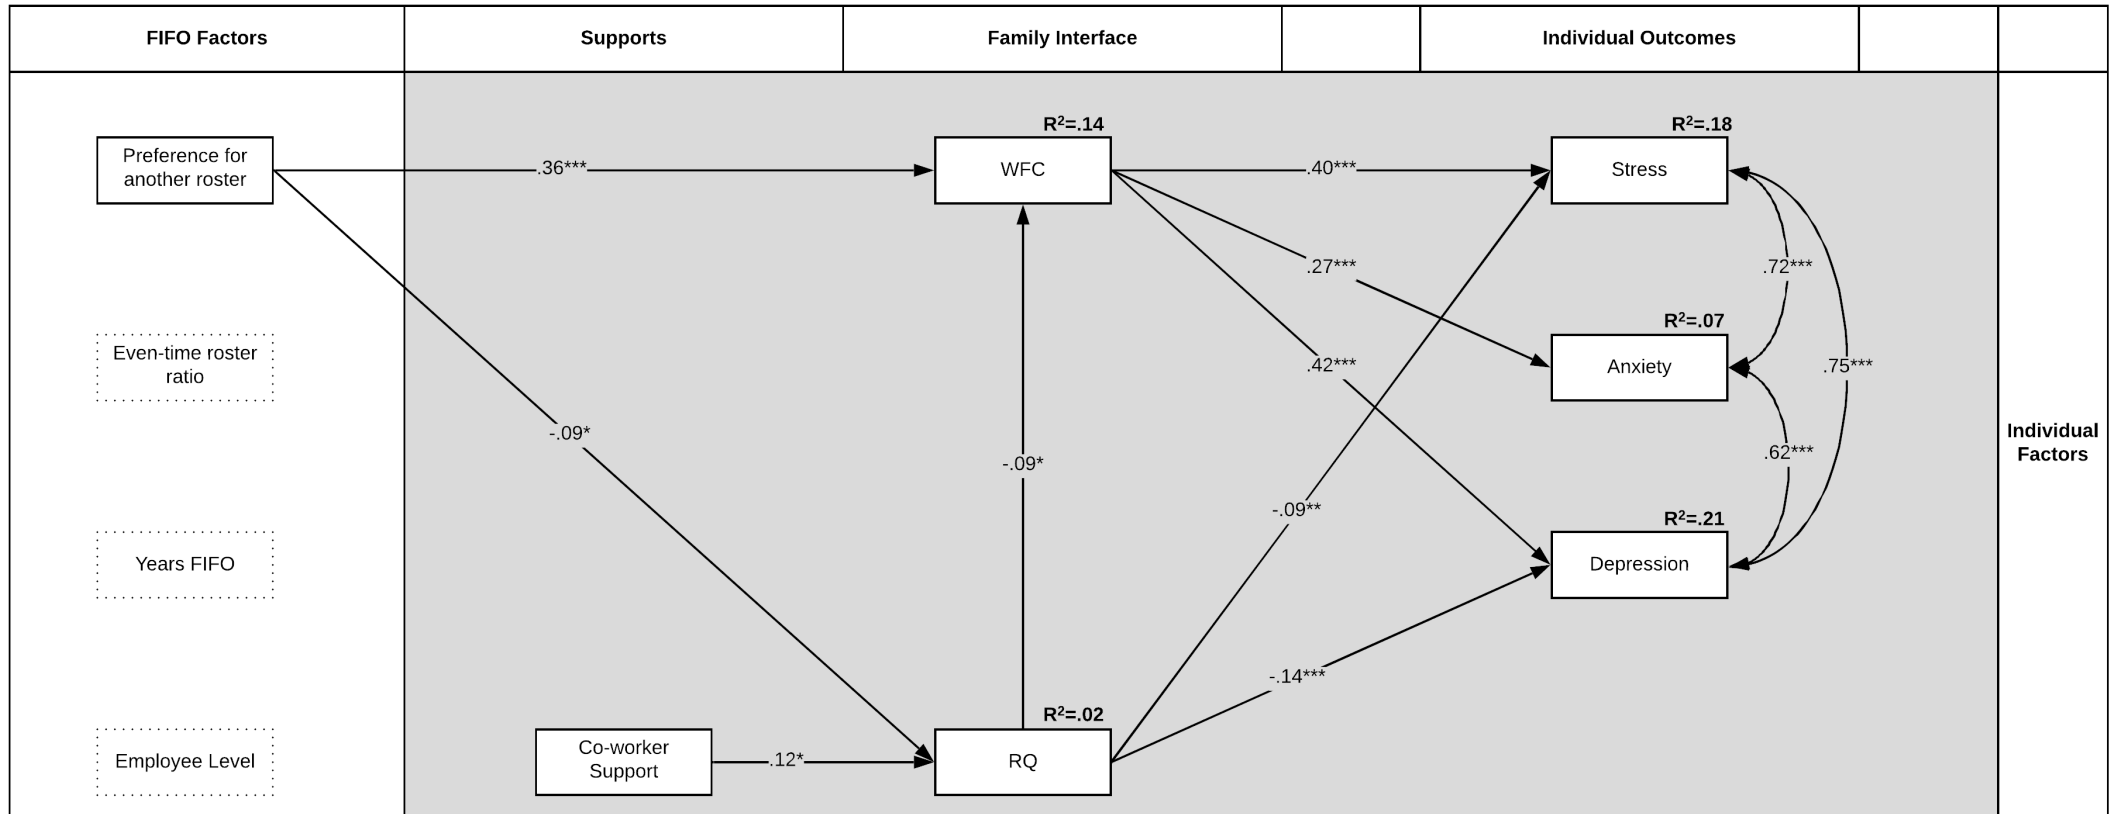 FIFO Factors
Supports
Family Interface
Individual Outcomes
R²=.14
R²=.18
Preference for
another roster
.36***
WFC
.40***
Stress
.27***
.72***
R²=.07
Even-time roster
ratio
.42***
Anxiety
.75***
-.09*
-.09*
.62***
Individual
Factors
-.09**
R²=.21
Years FIFO
Depression
-.14***
R²=.02
Employee Level
Co-worker
Support
.12*
RQ